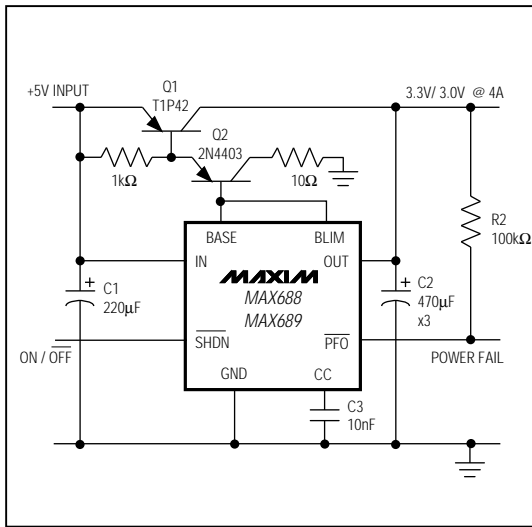 +5V INPUT
Q1
T1P42
3.3V/ 3.0V @ 4A
Q2
2N4403
1kΩ
10Ω
R2
100kΩ
BASE
BLIM
IN
OUT
MAXIM
MAX688
MAX689
C1
220μF
C2
470μF
x3
SHDN
PFO
ON / OFF
POWER FAIL
GND
CC
C3
10nF